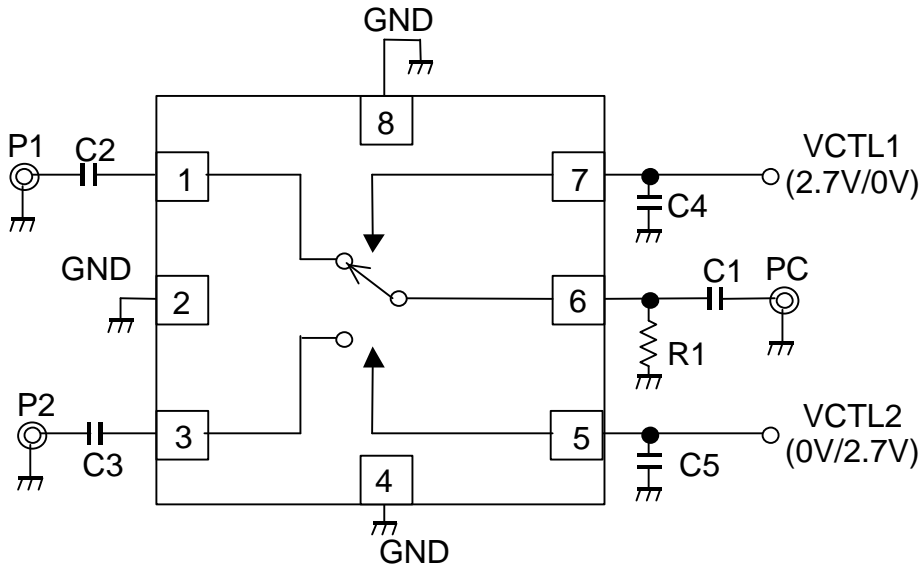 GND
8
P1
C2
1
7
VCTL1
(2.7V/0V)
C4
GND
2
6
C1
PC
R1
P2
C3
3
5
VCTL2
(0V/2.7V)
C5
4
GND